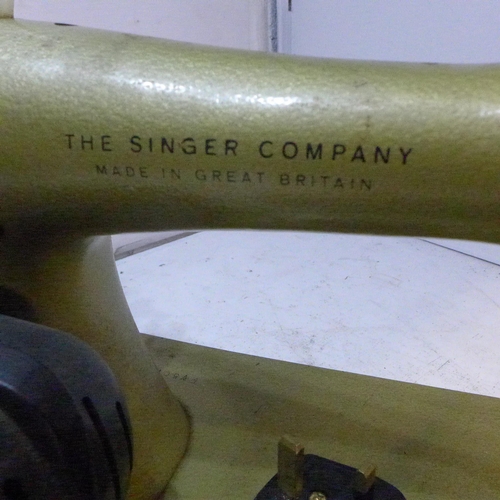 THE SINGER COMPANY
MADE IN GREAT BRITAIN